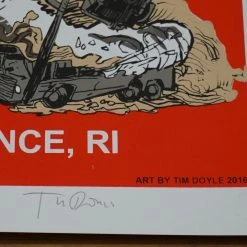 NCE, RI
ART BY TIM DOYLE 2016